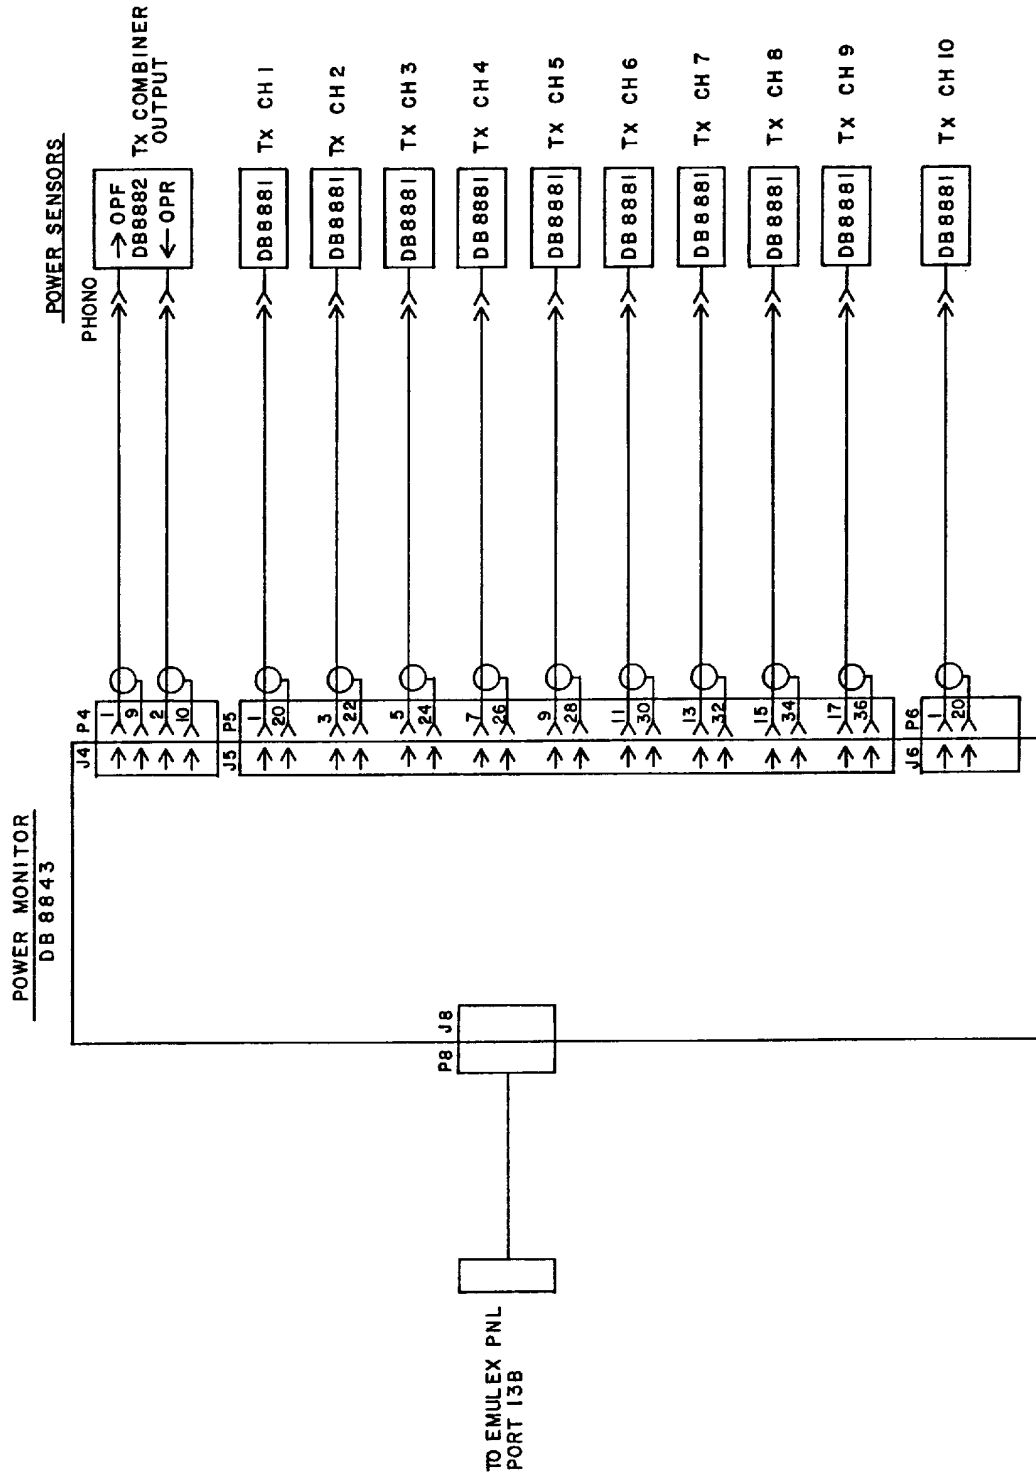 POWER MONITOR
DB 8843
POWER SENSORS
PHONO
J4 P4
1
9
2
10
OPF
DB8882
OPR
TX COMBINER
OUTPUT
J5 P5
1
20
DB8881 TX CH 1
3
22
DB8881 TX CH 2
5
24
DB8881 TX CH 3
7
26
DB8881 TX CH 4
9
28
DB8881 TX CH 5
11
30
DB8881 TX CH 6
13
32
DB8881 TX CH 7
15
34
DB8881 TX CH 8
17
36
DB8881 TX CH 9
J6 P6
1
20
DB8881 TX CH 10
P8 J8
TO EMULEX PNL
PORT 13B